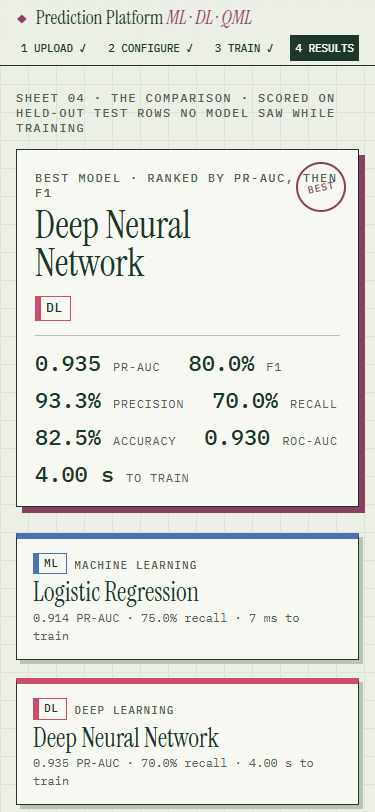 ◆ Prediction Platform ML·DL·QML
1 UPLOAD ✓ 2 CONFIGURE ✓ 3 TRAIN ✓ 4 RESULTS
SHEET 04 · THE COMPARISON · SCORED ON
HELD-OUT TEST ROWS NO MODEL SAW WHILE
TRAINING
BEST MODEL · RANKED BY PR-AUC, THEN
F1
BEST
Deep Neural
Network
DL
0.935 PR-AUC 80.0% F1
93.3% PRECISION 70.0% RECALL
82.5% ACCURACY 0.930 ROC-AUC
4.00 s TO TRAIN
ML MACHINE LEARNING
Logistic Regression
0.914 PR-AUC · 75.0% recall · 7 ms to
train
DL DEEP LEARNING
Deep Neural Network
0.935 PR-AUC · 70.0% recall · 4.00 s to
train